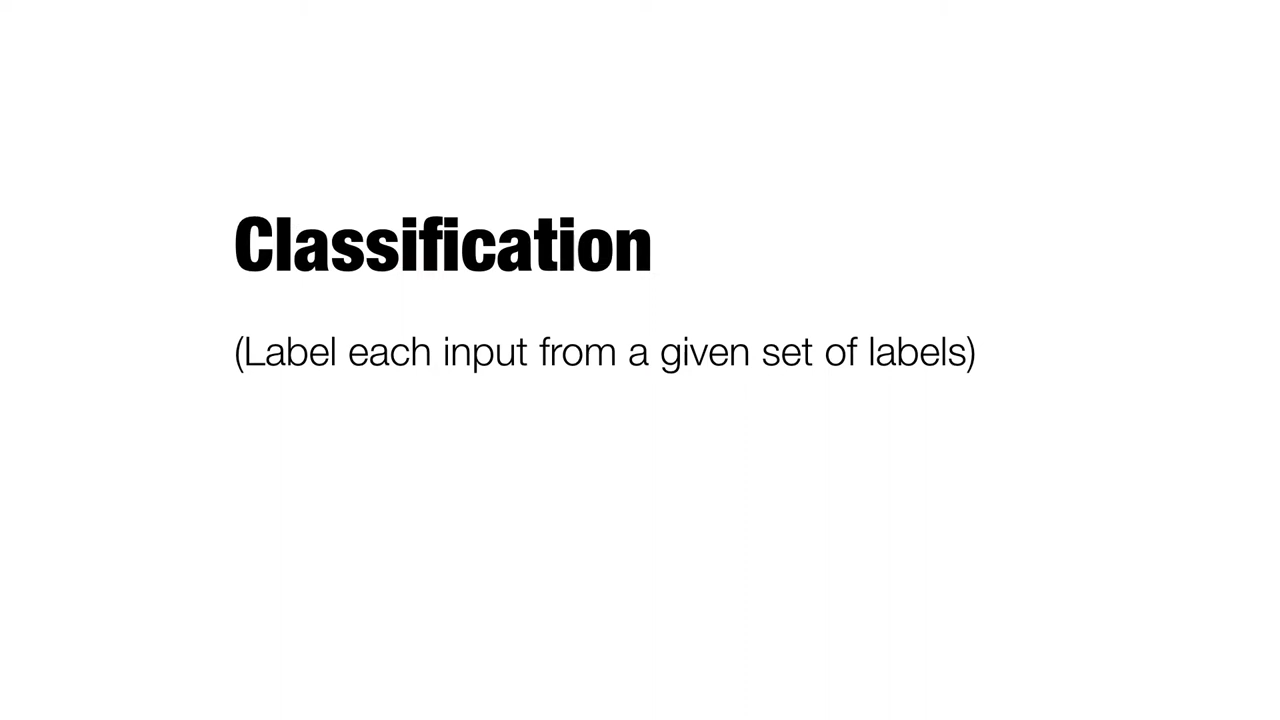 Classification
(Label each input from a given set of labels)